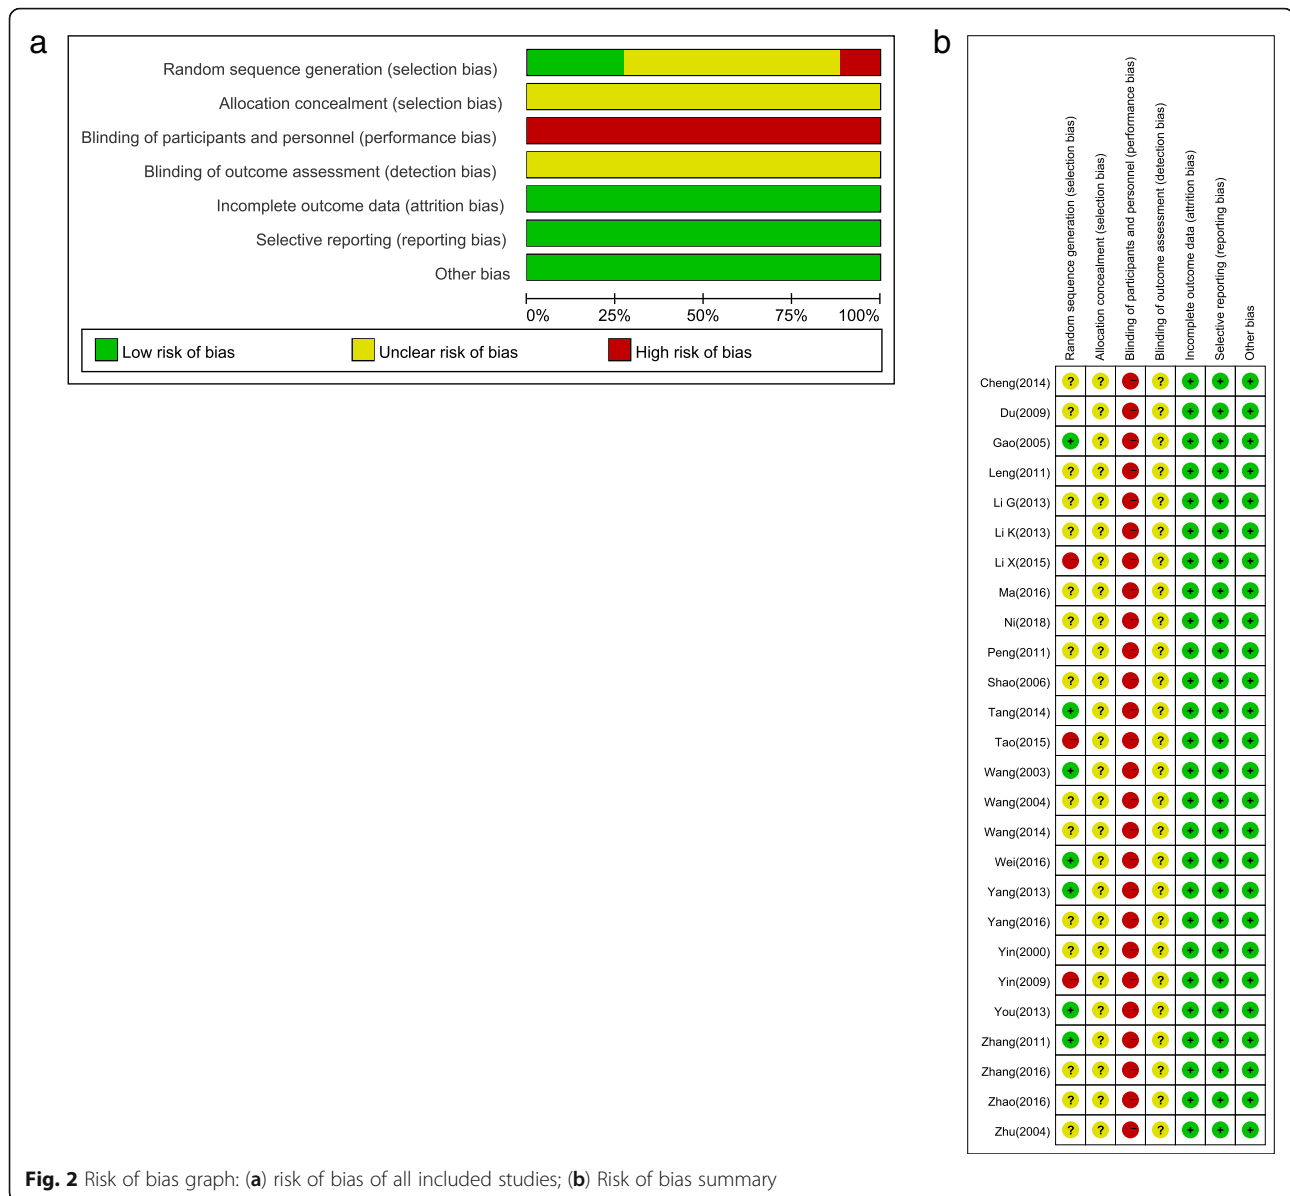 a
Random sequence generation (selection bias)
Allocation concealment (selection bias)
Blinding of participants and personnel (performance bias)
Blinding of outcome assessment (detection bias)
Incomplete outcome data (attrition bias)
Selective reporting (reporting bias)
Other bias
0% 25% 50% 75% 100%
Low risk of bias Unclear risk of bias High risk of bias
b
Random sequence generation (selection bias)
Allocation concealment (selection bias)
Blinding of participants and personnel (performance bias)
Blinding of outcome assessment (detection bias)
Incomplete outcome data (attrition bias)
Selective reporting (reporting bias)
Other bias
Cheng(2014) ? ? - ? + + +
Du(2009) ? ? - ? + + +
Gao(2005) + ? - ? + + +
Leng(2011) ? ? - ? + + +
Li G(2013) ? ? - ? + + +
Li K(2013) ? ? - ? + + +
Li X(2015) - ? - ? + + +
Ma(2016) ? ? - ? + + +
Ni(2018) ? ? - ? + + +
Peng(2011) ? ? - ? + + +
Shao(2006) ? ? - ? + + +
Tang(2014) + ? - ? + + +
Tao(2015) - ? - ? + + +
Wang(2003) + ? - ? + + +
Wang(2004) ? ? - ? + + +
Wang(2014) ? ? - ? + + +
Wei(2016) + ? - ? + + +
Yang(2013) + ? - ? + + +
Yang(2016) ? ? - ? + + +
Yin(2000) ? ? - ? + + +
Yin(2009) - ? - ? + + +
You(2013) + ? - ? + + +
Zhang(2011) + ? - ? + + +
Zhang(2016) ? ? - ? + + +
Zhao(2016) ? ? - ? + + +
Zhu(2004) ? ? - ? + + +
Fig. 2 Risk of bias graph: (a) risk of bias of all included studies; (b) Risk of bias summary